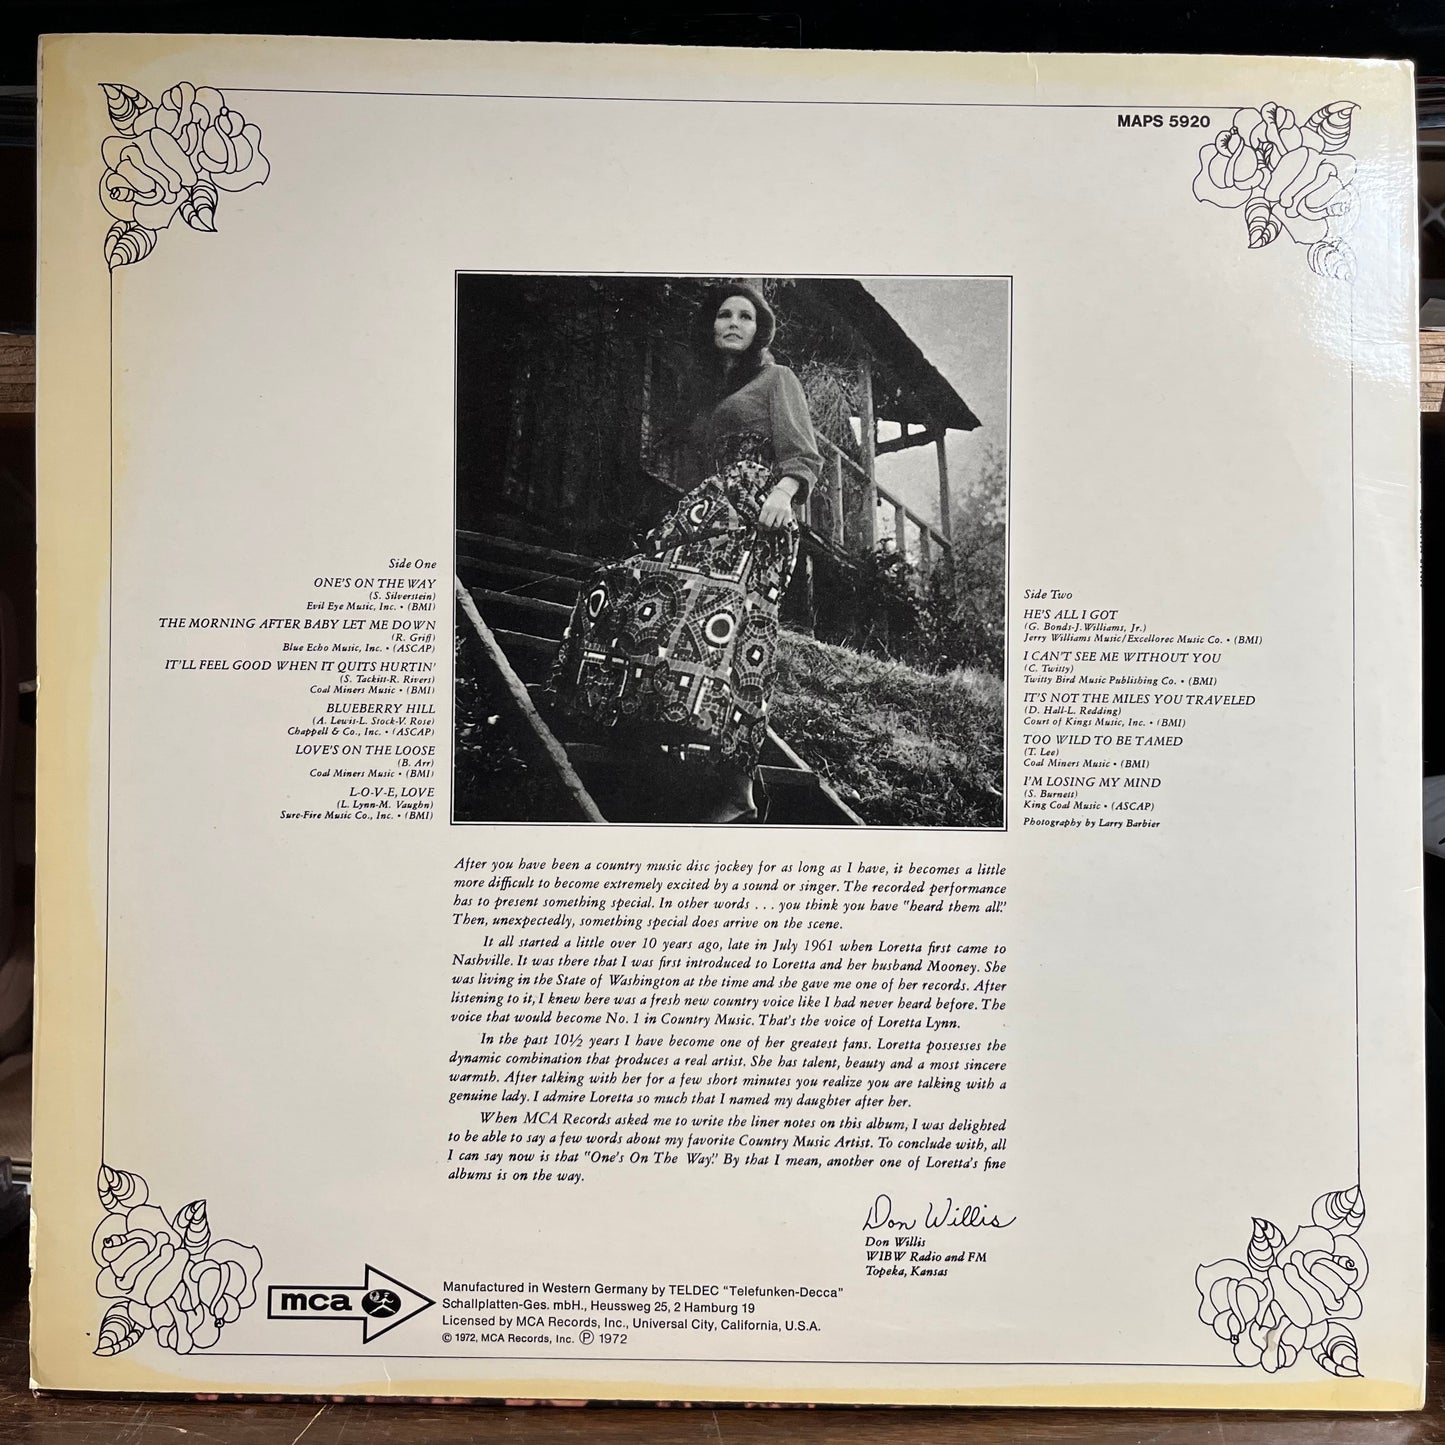 MAPS 5920
Side One
ONE'S ON THE WAY
(S. Silverstein)
Evil Eye Music, Inc. • (BMI)
THE MORNING AFTER BABY LET ME DOWN
(R. Griff)
Blue Echo Music, Inc. • (ASCAP)
IT'LL FEEL GOOD WHEN IT QUITS HURTIN'
(S. Tackitt-R. Rivers)
Coal Miners Music • (BMI)
BLUEBERRY HILL
(A. Lewis-L. Stock-V. Rose)
Chappell & Co., Inc. • (ASCAP)
LOVE'S ON THE LOOSE
(B. Arr)
Coal Miners Music • (BMI)
L-O-V-E, LOVE
(L. Lynn-M. Vaughn)
Sure-Fire Music Co., Inc. • (BMI)
Side Two
HE'S ALL I GOT
(G. Bonds-J. Williams, Jr.)
Jerry Williams Music/Excellorec Music Co. • (BMI)
I CAN'T SEE ME WITHOUT YOU
(C. Twitty)
Twitty Bird Music Publishing Co. • (BMI)
IT'S NOT THE MILES YOU TRAVELED
(D. Hall-L. Redding)
Court of Kings Music, Inc. • (BMI)
TOO WILD TO BE TAMED
(T. Lee)
Coal Miners Music • (BMI)
I'M LOSING MY MIND
(S. Burnett)
King Coal Music • (ASCAP)
Photography by Larry Barbier
After you have been a country music disc jockey for as long as I have, it becomes a little
more difficult to become extremely excited by a sound or singer. The recorded performance
has to present something special. In other words . . . you think you have "heard them all."
Then, unexpectedly, something special does arrive on the scene.
It all started a little over 10 years ago, late in July 1961 when Loretta first came to
Nashville. It was there that I was first introduced to Loretta and her husband Mooney. She
was living in the State of Washington at the time and she gave me one of her records. After
listening to it, I knew here was a fresh new country voice like I had never heard before. The
voice that would become No. 1 in Country Music. That's the voice of Loretta Lynn.
In the past 10½ years I have become one of her greatest fans. Loretta possesses the
dynamic combination that produces a real artist. She has talent, beauty and a most sincere
warmth. After talking with her for a few short minutes you realize you are talking with a
genuine lady. I admire Loretta so much that I named my daughter after her.
When MCA Records asked me to write the liner notes on this album, I was delighted
to be able to say a few words about my favorite Country Music Artist. To conclude with, all
I can say now is that "One's On The Way." By that I mean, another one of Loretta's fine
albums is on the way.
Don Willis
Don Willis
WIBW Radio and FM
Topeka, Kansas
mca
Manufactured in Western Germany by TELDEC "Telefunken-Decca"
Schallplatten-Ges. mbH., Heussweg 25, 2 Hamburg 19
Licensed by MCA Records, Inc., Universal City, California, U.S.A.
© 1972, MCA Records, Inc. ℗ 1972